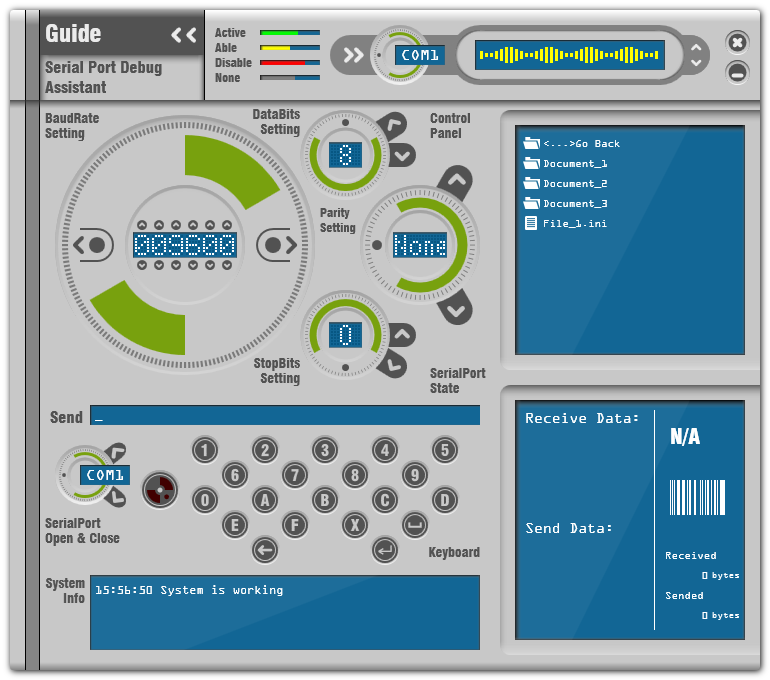 Guide
Serial Port Debug
Assistant
Active
Able
Disable
None
COM1
BaudRate
Setting
009600
DataBits
Setting
8
Control
Panel
Parity
Setting
None
StopBits
Setting
0
SerialPort
State
<--->Go Back
Document_1
Document_2
Document_3
File_1.ini
Send
_
COM1
SerialPort
Open & Close
1 2 3 4 5
6 7 8 9
0 A B C D
E F X
Keyboard
System
Info
15:56:50 System is working
Receive Data:
N/A
Send Data:
Received
0 bytes
Sended
0 bytes